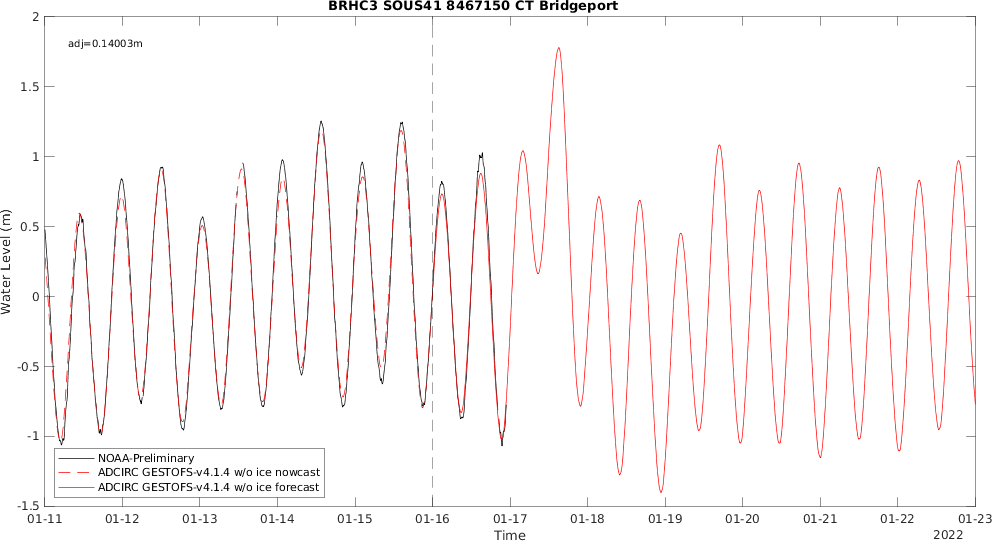 BRHC3 SOUS41 8467150 CT Bridgeport
adj=0.14003m
2
1.5
1
0.5
0
-0.5
-1
-1.5
Water Level (m)
NOAA-Preliminary
ADCIRC GESTOFS-v4.1.4 w/o ice nowcast
ADCIRC GESTOFS-v4.1.4 w/o ice forecast
01-11 01-12 01-13 01-14 01-15 01-16 01-17 01-18 01-19 01-20 01-21 01-22 01-23
Time
2022